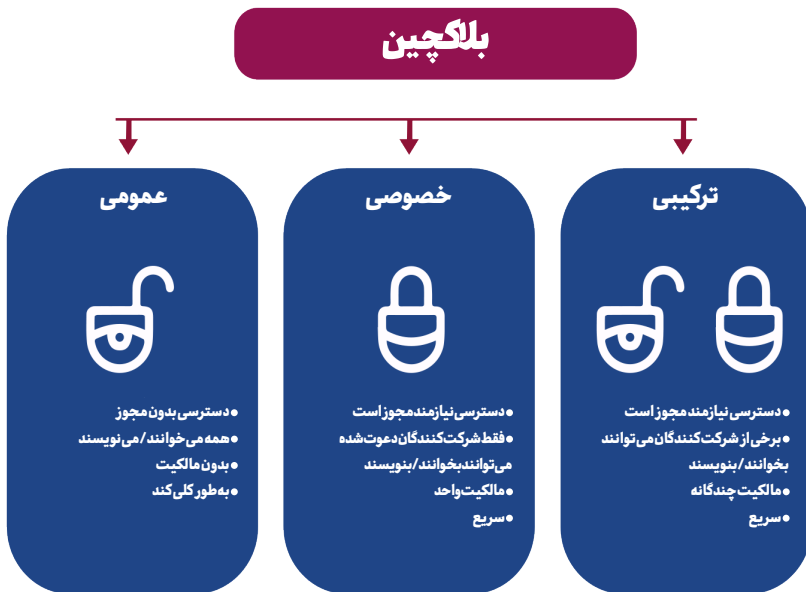 بلاکچین
ترکیبی
● دسترسی نیازمند مجوز است
● برخی از شرکت‌کنندگان می‌توانند
بخوانند/بنویسند
● مالکیت چندگانه
● سریع
خصوصی
● دسترسی نیازمند مجوز است
● فقط شرکت‌کنندگان دعوت‌شده
می‌توانند بخوانند/بنویسند
● مالکیت واحد
● سریع
عمومی
● دسترسی بدون مجوز
● همه می‌خوانند/می‌نویسند
● بدون مالکیت
● به‌طور کلی کند